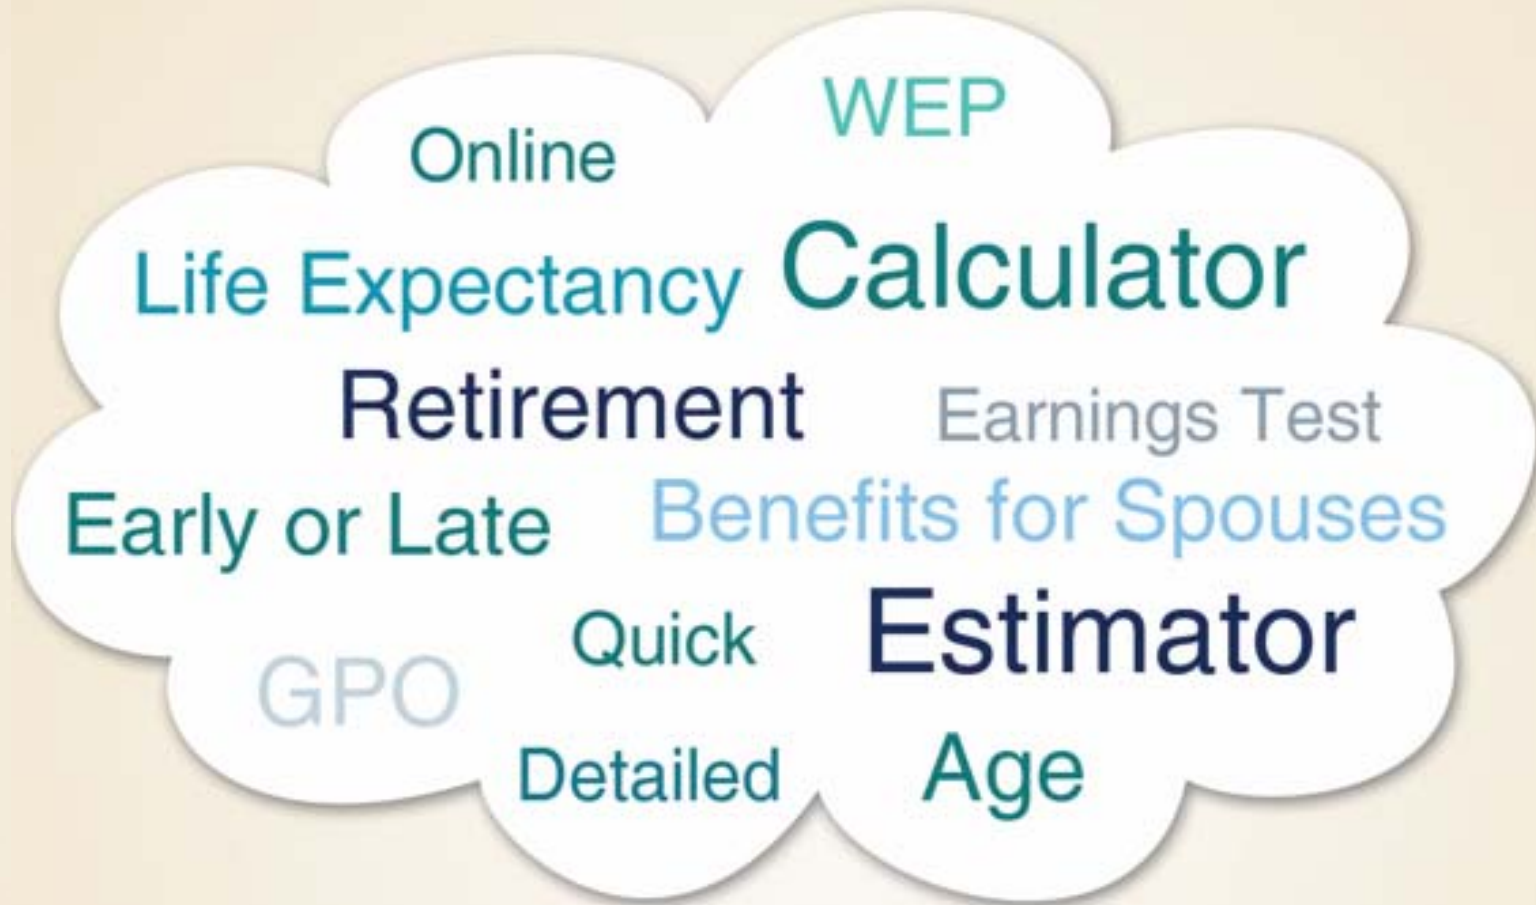 WEP
Online
Life Expectancy Calculator
Retirement Earnings Test
Early or Late Benefits for Spouses
Quick Estimator
GPO
Detailed Age